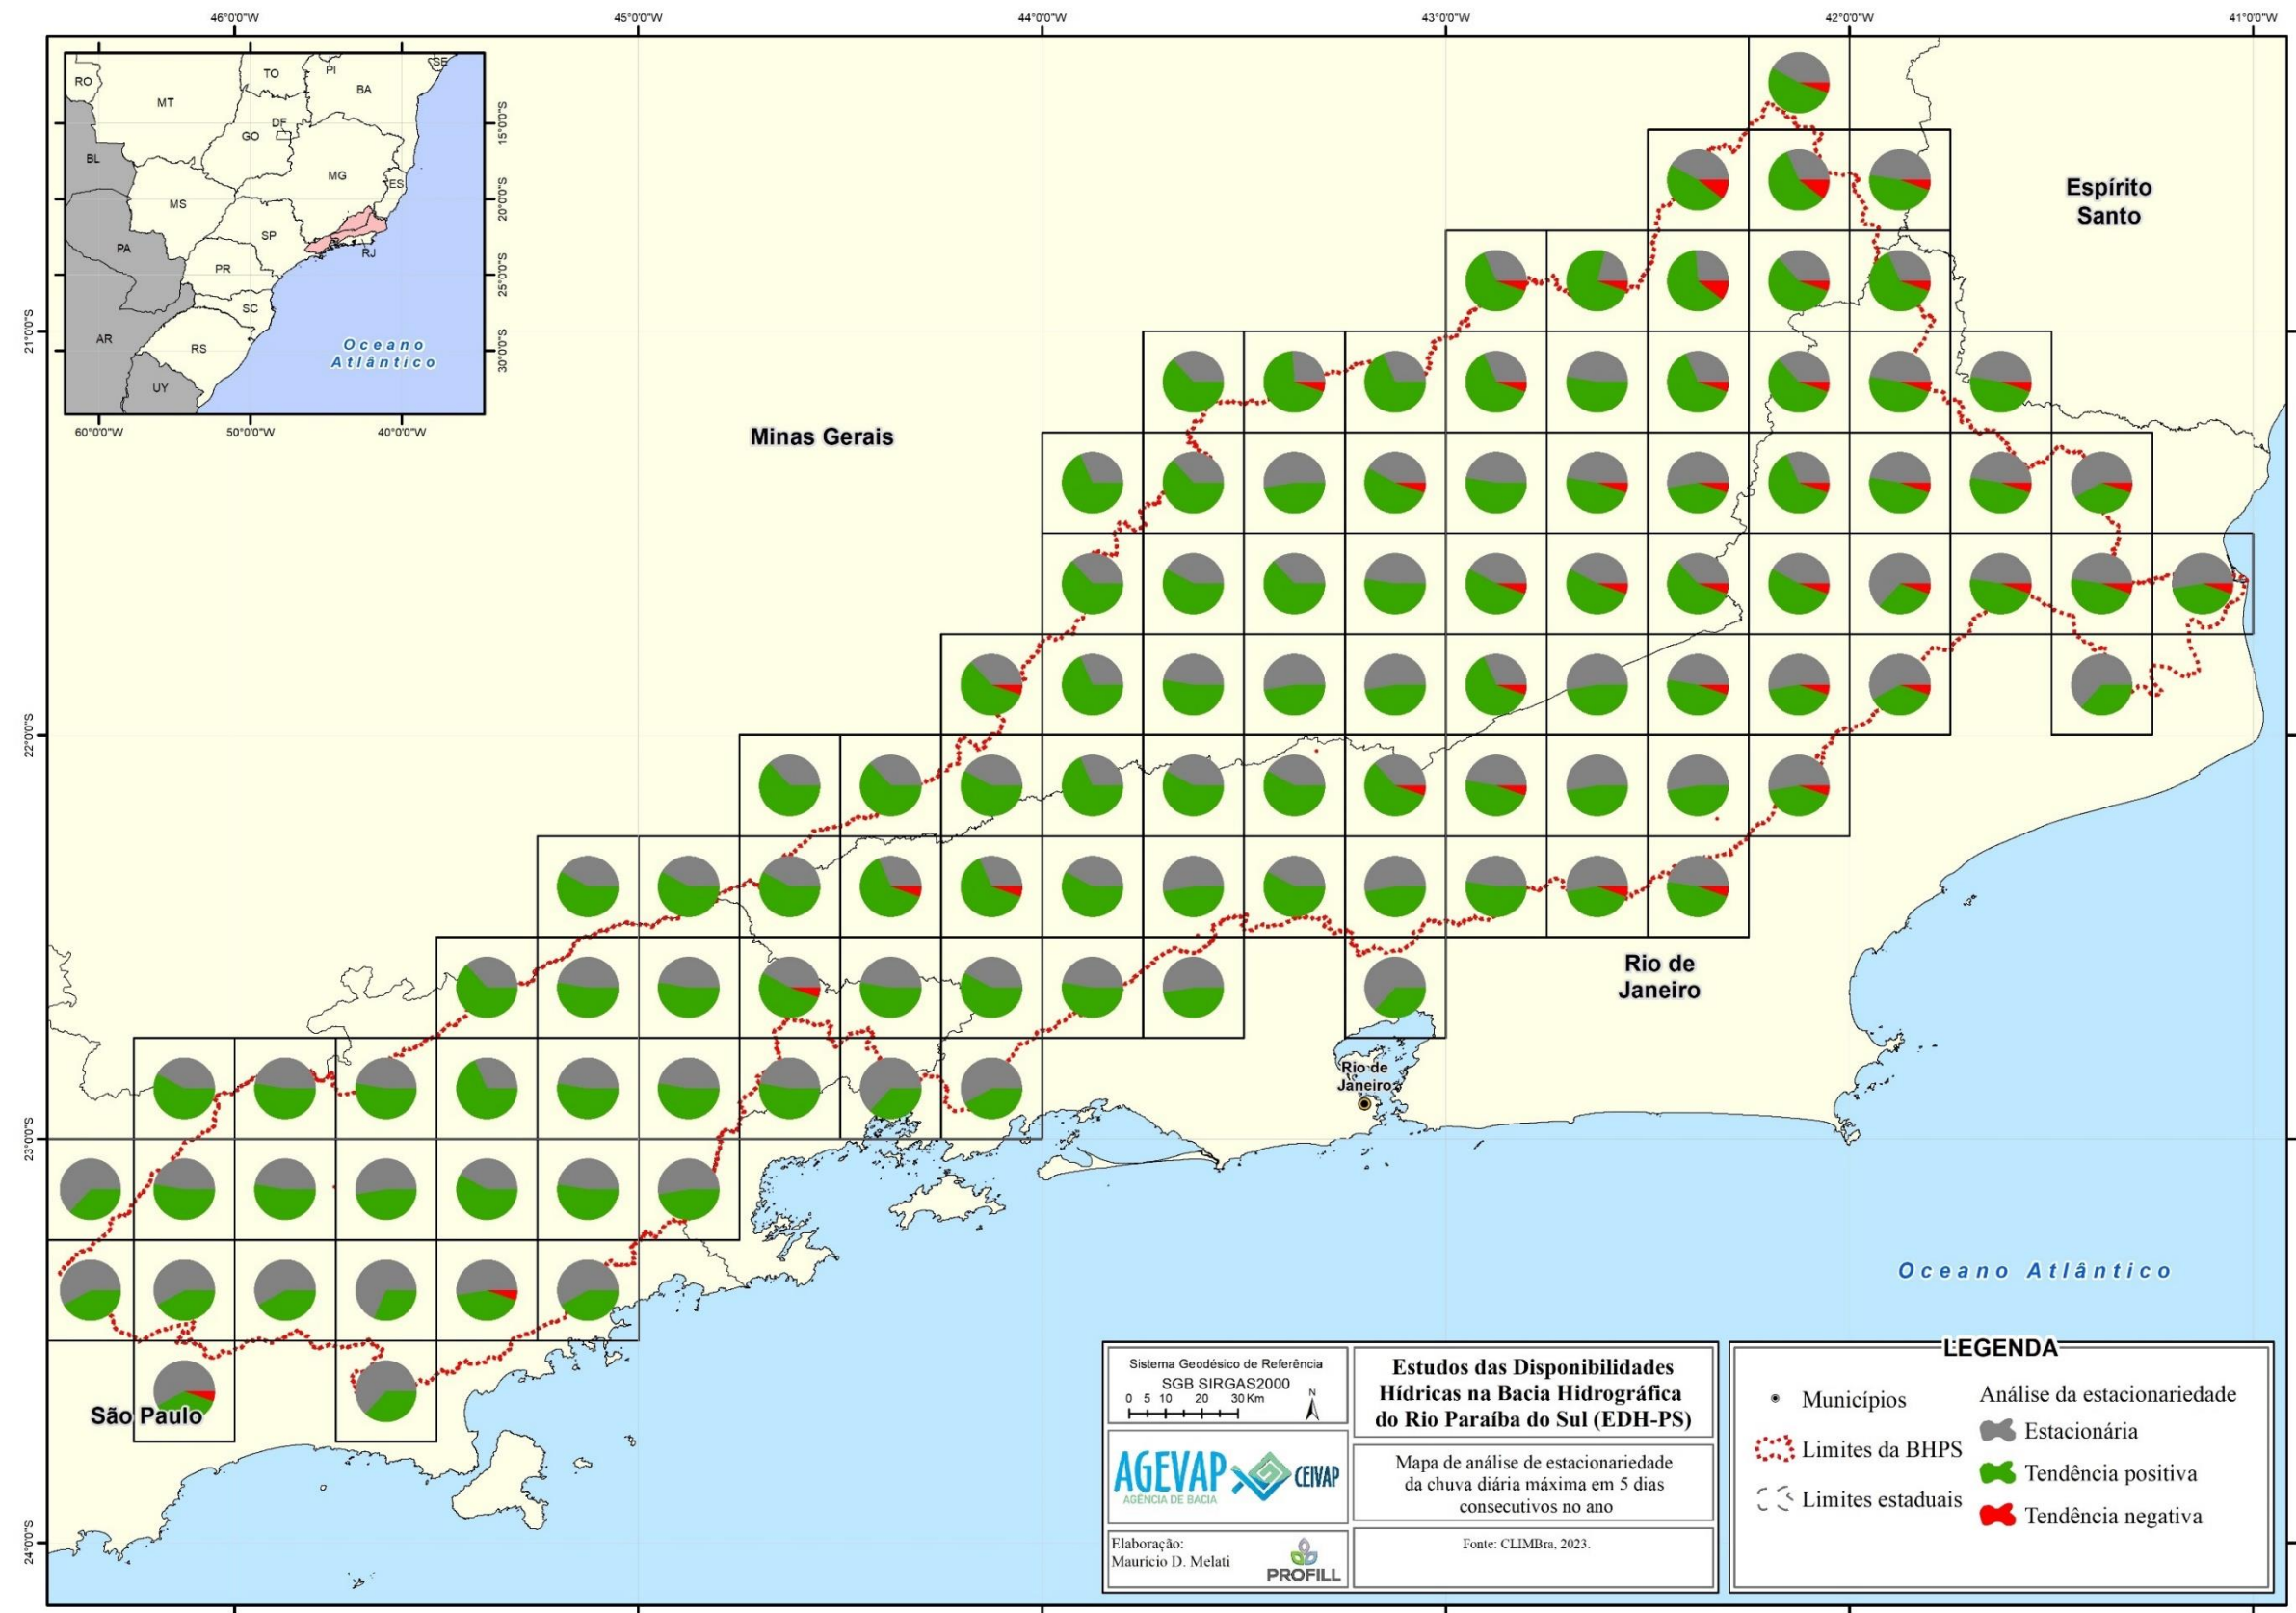 46°0'0"W 45°0'0"W 44°0'0"W 43°0'0"W 42°0'0"W 41°0'0"W
RO
TO
PI
SE
MT
BA
DF
GO
BL
MG
ES
MS
SP
PA
RJ
PR
SC
AR
RS
UY
Oceano
Atlântico
15°0'0"S
20°0'0"S
25°0'0"S
30°0'0"S
60°0'0"W 50°0'0"W 40°0'0"W
21°0'0"S
22°0'0"S
23°0'0"S
24°0'0"S
Espírito
Santo
Minas Gerais
Rio de
Janeiro
Rio de
Janeiro
São Paulo
Oceano Atlântico
Sistema Geodésico de Referência
SGB SIRGAS2000
0 5 10 20 30 Km
N
AGEVAP
AGÊNCIA DE BACIA
CEIVAP
Elaboração:
Mauricio D. Melati
PROFILL
Estudos das Disponibilidades
Hídricas na Bacia Hidrográfica
do Rio Paraíba do Sul (EDH-PS)
Mapa de análise de estacionariedade
da chuva diária máxima em 5 dias
consecutivos no ano
Fonte: CLIMBra, 2023.
LEGENDA
Municípios
Limites da BHPS
Limites estaduais
Análise da estacionariedade
Estacionária
Tendência positiva
Tendência negativa